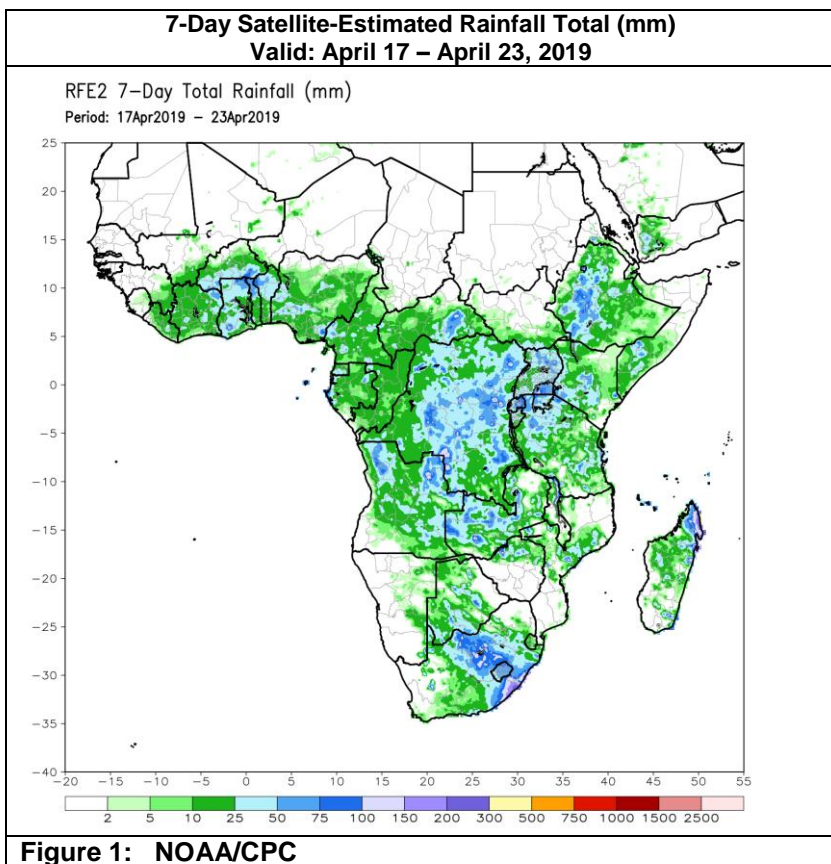 7-Day Satellite-Estimated Rainfall Total (mm)
Valid: April 17 – April 23, 2019
RFE2 7-Day Total Rainfall (mm)
Period: 17Apr2019 – 23Apr2019
25
20
15
10
5
0
−5
−10
−15
−20
−25
−30
−35
−40
−20 −15 −10 −5 0 5 10 15 20 25 30 35 40 45 50 55
2 5 10 25 50 75 100 150 200 300 500 750 1000 1500 2500
Figure 1: NOAA/CPC